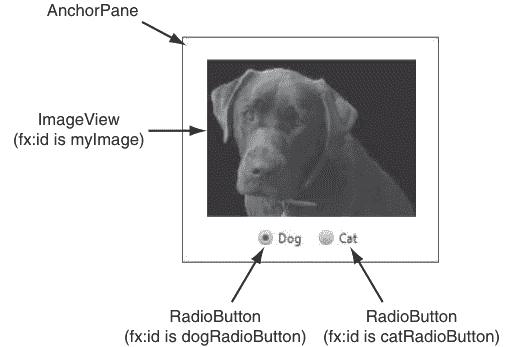 AnchorPane
ImageView
(fx:id is myImage)
Dog Cat
RadioButton
(fx:id is dogRadioButton)
RadioButton
(fx:id is catRadioButton)